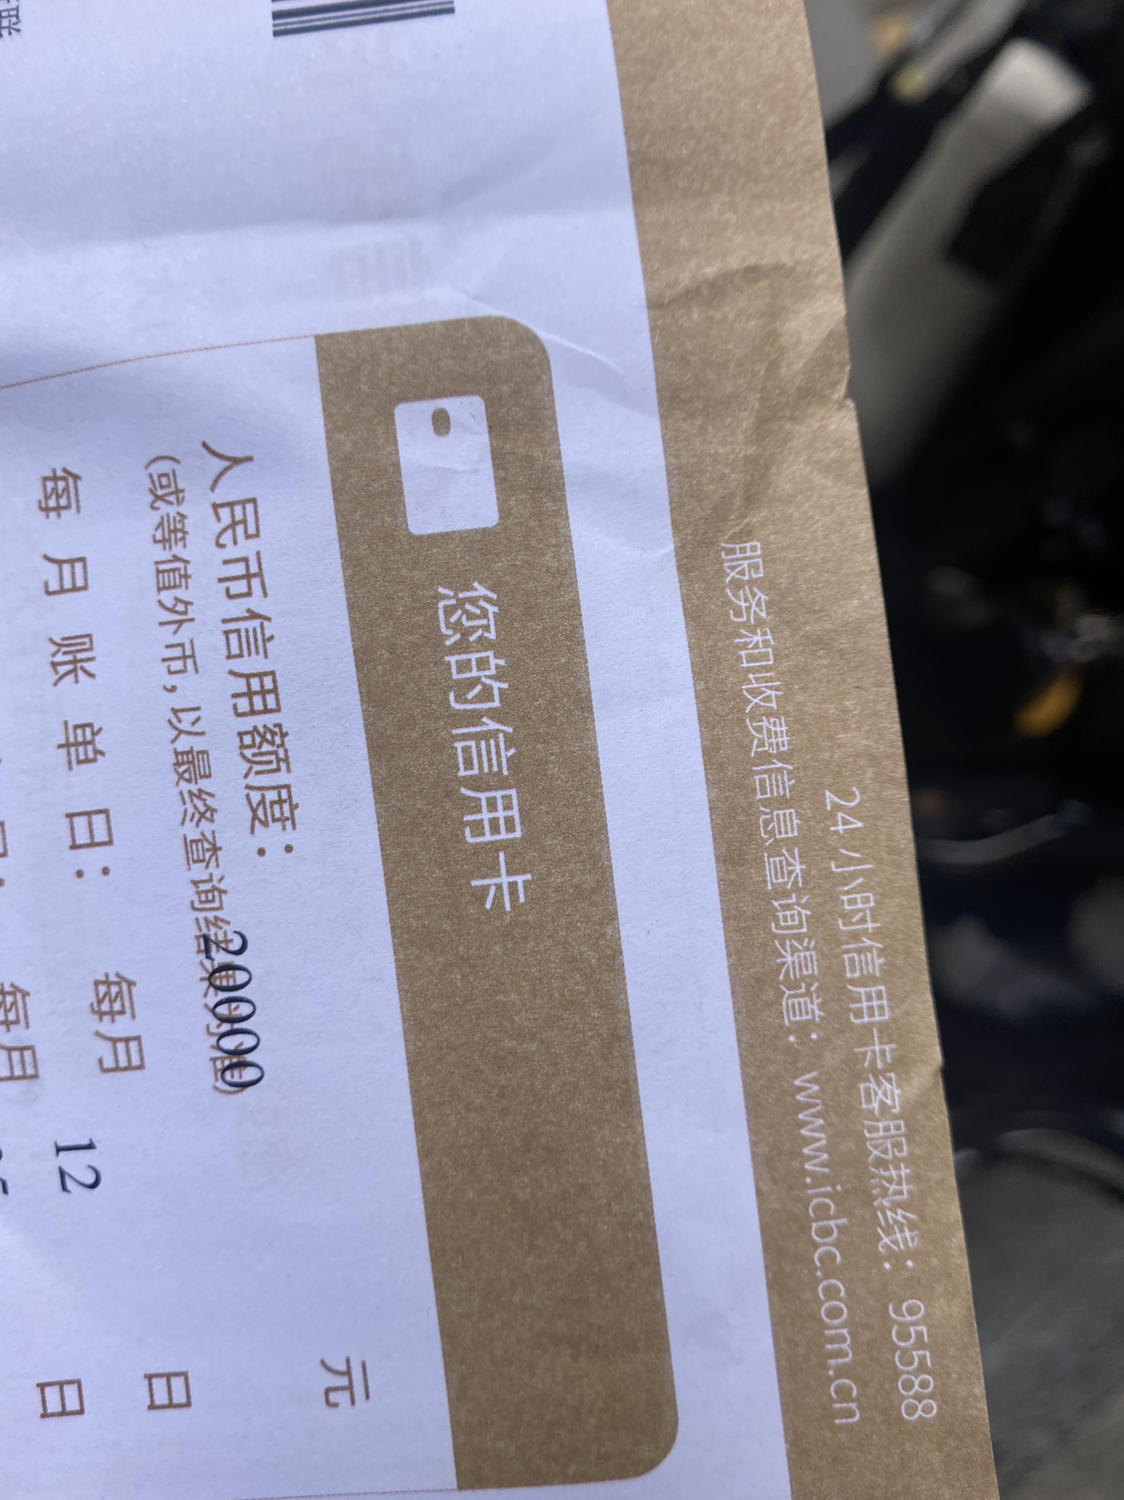 24小时信用卡客服热线：95588
服务和收费信息查询渠道：www.icbc.com.cn
您的信用卡
人民币信用额度： 20000 元
(或等值外币，以最终查询结果为准)
每月账单日： 每月 12 日
每月 日